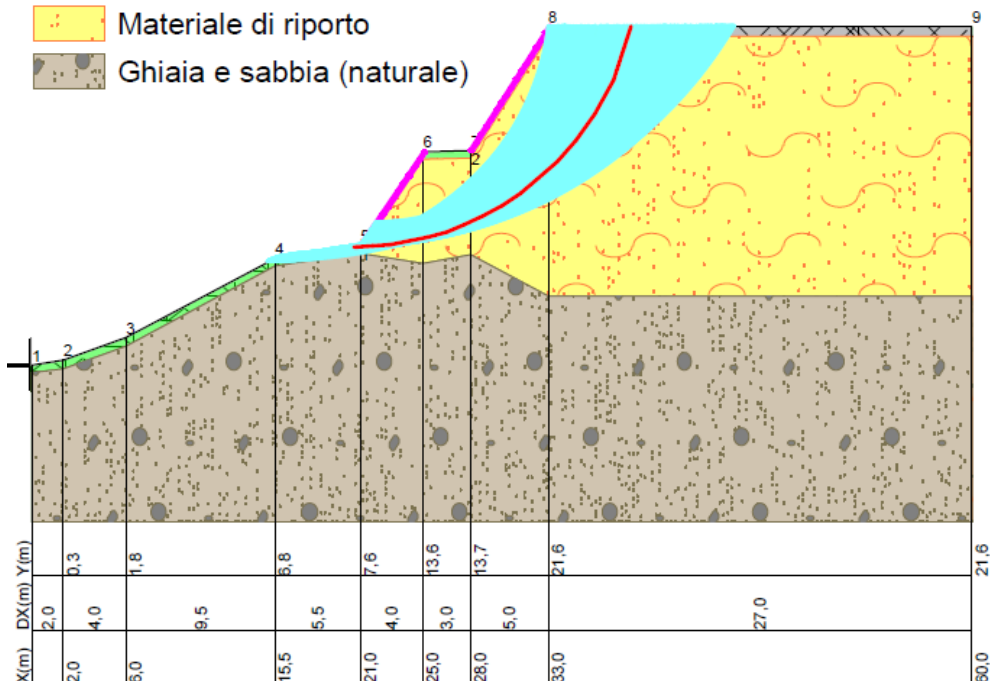 Materiale di riporto
Ghiaia e sabbia (naturale)
8
9
6
7
2
5
4
3
2
1
Y(m) 0,3 1,8 6,8 7,6 13,6 13,7 21,6 21,6
DX(m) 2,0 4,0 9,5 5,5 4,0 3,0 5,0 27,0
X(m) 2,0 6,0 15,5 21,0 25,0 28,0 33,0 60,0